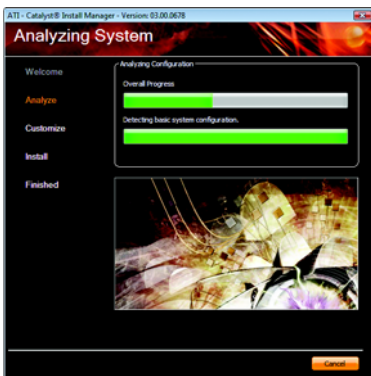 ATI - Catalyst® Install Manager - Version: 03.00.0678
Analyzing System
Welcome
Analyze
Customize
Install
Finished
Analyzing Configuration
Overall Progress
Detecting basic system configuration.
Cancel